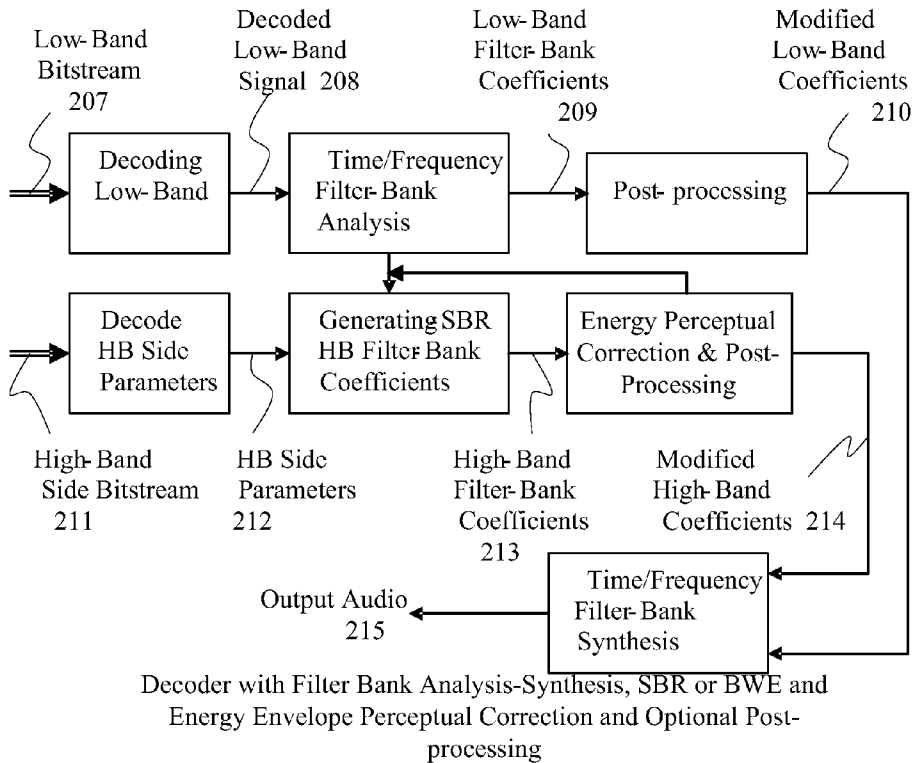 Low-Band
Bitstream
207
Decoded
Low-Band
Signal 208
Low-Band
Filter-Bank
Coefficients
209
Modified
Low-Band
Coefficients
210
Decoding
Low-Band
Time/Frequency
Filter-Bank
Analysis
Post- processing
Decode
HB Side
Parameters
Generating SBR
HB Filter Bank
Coefficients
Energy Perceptual
Correction & Post-
Processing
High-Band
Side Bitstream
211
HB Side
Parameters
212
High-Band
Filter-Bank
Coefficients
213
Modified
High-Band
Coefficients 214
Time/Frequency
Filter-Bank
Synthesis
Output Audio
215
Decoder with Filter Bank Analysis-Synthesis, SBR or BWE and
Energy Envelope Perceptual Correction and Optional Post-
processing